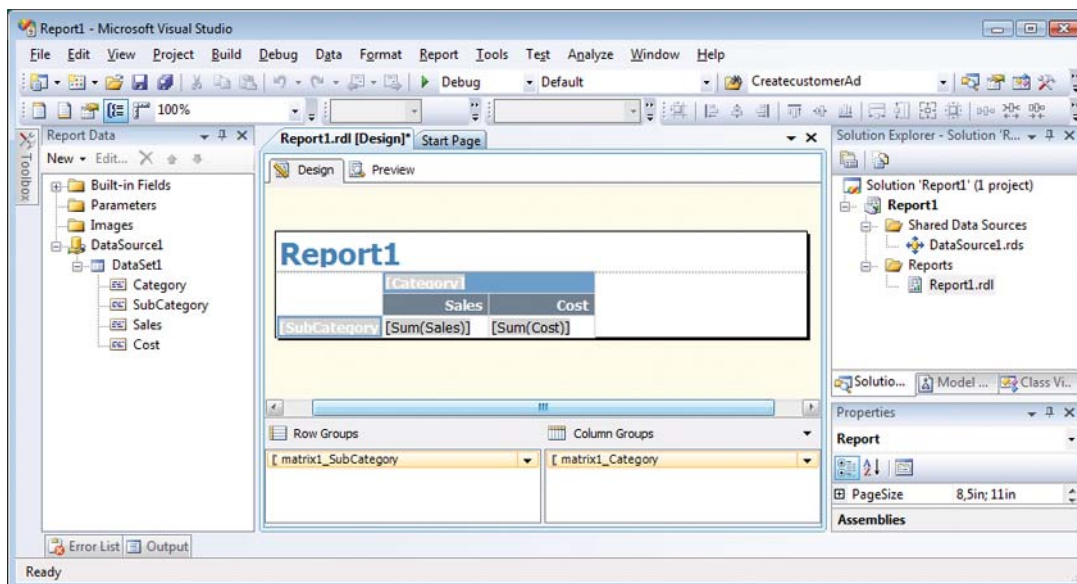 Report1 - Microsoft Visual Studio
File Edit View Project Build Debug Data Format Report Tools Test Analyze Window Help
Debug Default CreatecustomerAd
100%
Toolbox
Report Data
New Edit...
Built-in Fields
Parameters
Images
DataSource1
DataSet1
Category
SubCategory
Sales
Cost
Report1.rdl [Design]* Start Page
Design Preview
Report1
[Category]
Sales Cost
[SubCategory [Sum(Sales)] [Sum(Cost)]
Row Groups Column Groups
[ matrix1_SubCategory [ matrix1_Category
Solution Explorer - Solution 'R...
Solution 'Report1' (1 project)
Report1
Shared Data Sources
DataSource1.rds
Reports
Report1.rdl
Solutio... Model ... Class Vi...
Properties
Report
PageSize 8,5in; 11in
Assemblies
Error List Output
Ready